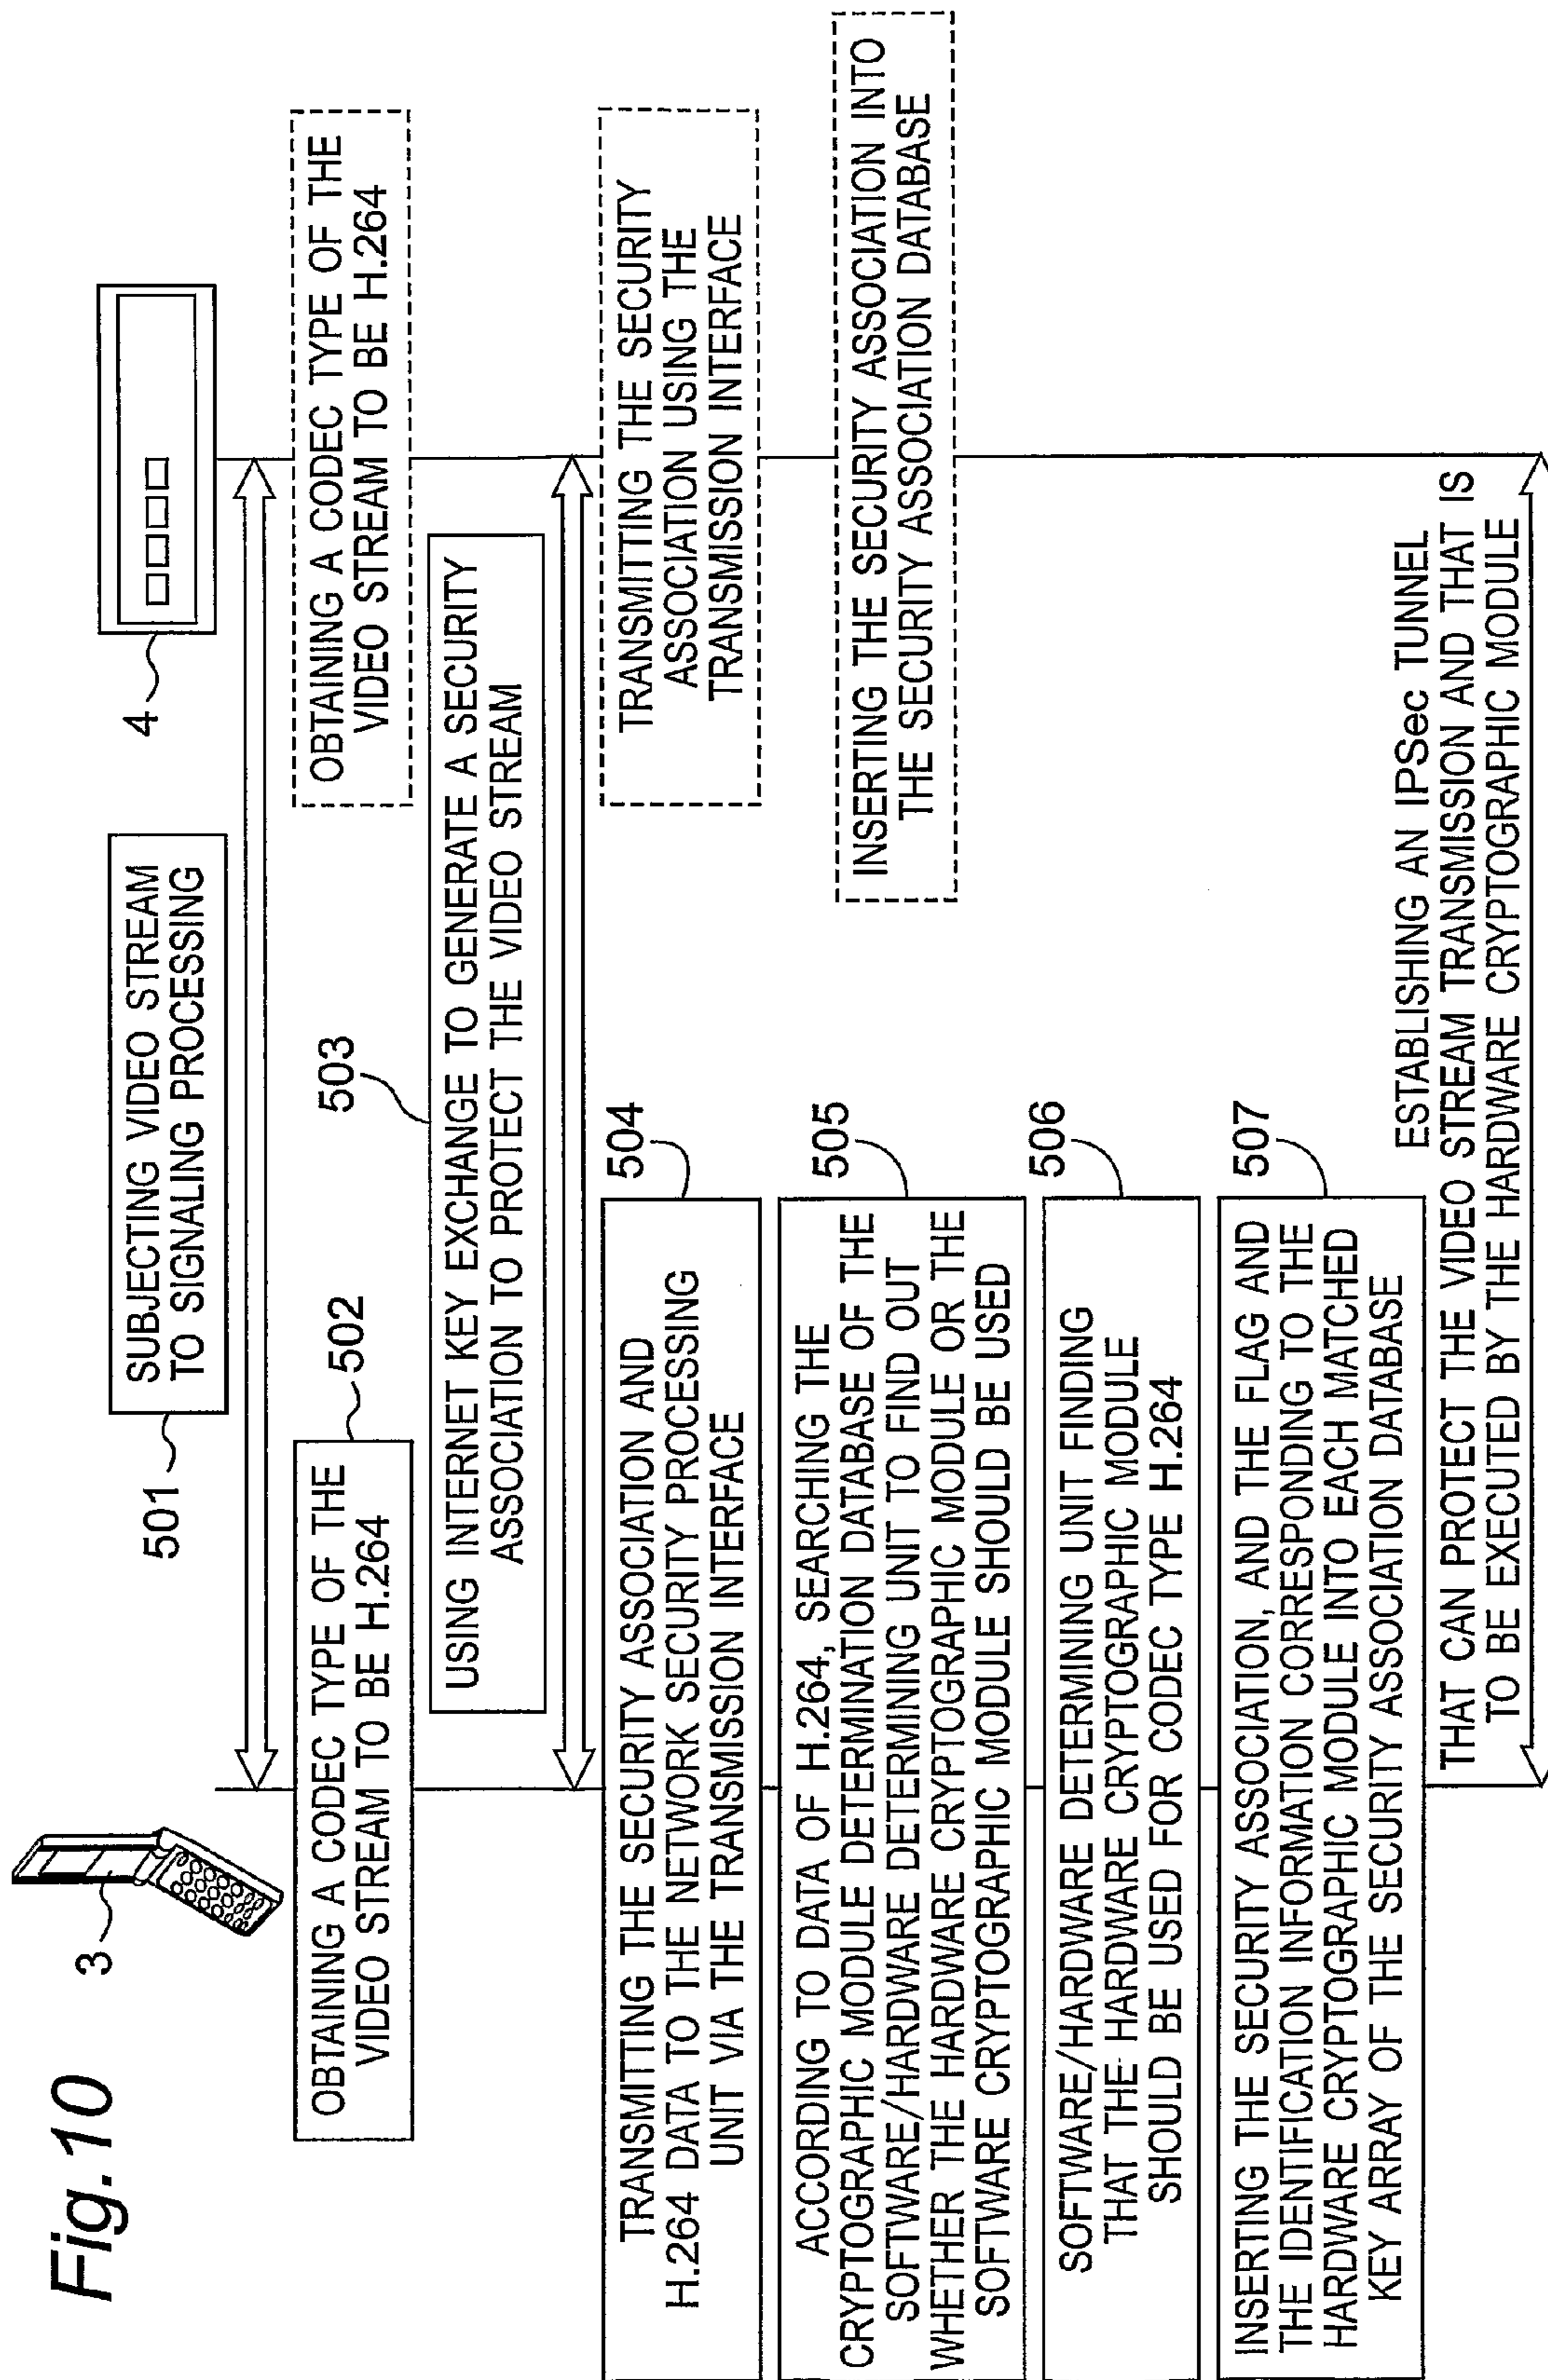 Fig.10
3
4
501
SUBJECTING VIDEO STREAM
TO SIGNALING PROCESSING
502
OBTAINING A CODEC TYPE OF THE
VIDEO STREAM TO BE H.264
OBTAINING A CODEC TYPE OF THE
VIDEO STREAM TO BE H.264
503
USING INTERNET KEY EXCHANGE TO GENERATE A SECURITY
ASSOCIATION TO PROTECT THE VIDEO STREAM
504
TRANSMITTING THE SECURITY ASSOCIATION AND
H.264 DATA TO THE NETWORK SECURITY PROCESSING
UNIT VIA THE TRANSMISSION INTERFACE
TRANSMITTING THE SECURITY
ASSOCIATION USING THE
TRANSMISSION INTERFACE
505
ACCORDING TO DATA OF H.264, SEARCHING THE
CRYPTOGRAPHIC MODULE DETERMINATION DATABASE OF THE
SOFTWARE/HARDWARE DETERMINING UNIT TO FIND OUT
WHETHER THE HARDWARE CRYPTOGRAPHIC MODULE OR THE
SOFTWARE CRYPTOGRAPHIC MODULE SHOULD BE USED
INSERTING THE SECURITY ASSOCIATION INTO
THE SECURITY ASSOCIATION DATABASE
506
SOFTWARE/HARDWARE DETERMINING UNIT FINDING
THAT THE HARDWARE CRYPTOGRAPHIC MODULE
SHOULD BE USED FOR CODEC TYPE H.264
507
INSERTING THE SECURITY ASSOCIATION, AND THE FLAG AND
THE IDENTIFICATION INFORMATION CORRESPONDING TO THE
HARDWARE CRYPTOGRAPHIC MODULE INTO EACH MATCHED
KEY ARRAY OF THE SECURITY ASSOCIATION DATABASE
ESTABLISHING AN IPSec TUNNEL
THAT CAN PROTECT THE VIDEO STREAM TRANSMISSION AND THAT IS
TO BE EXECUTED BY THE HARDWARE CRYPTOGRAPHIC MODULE